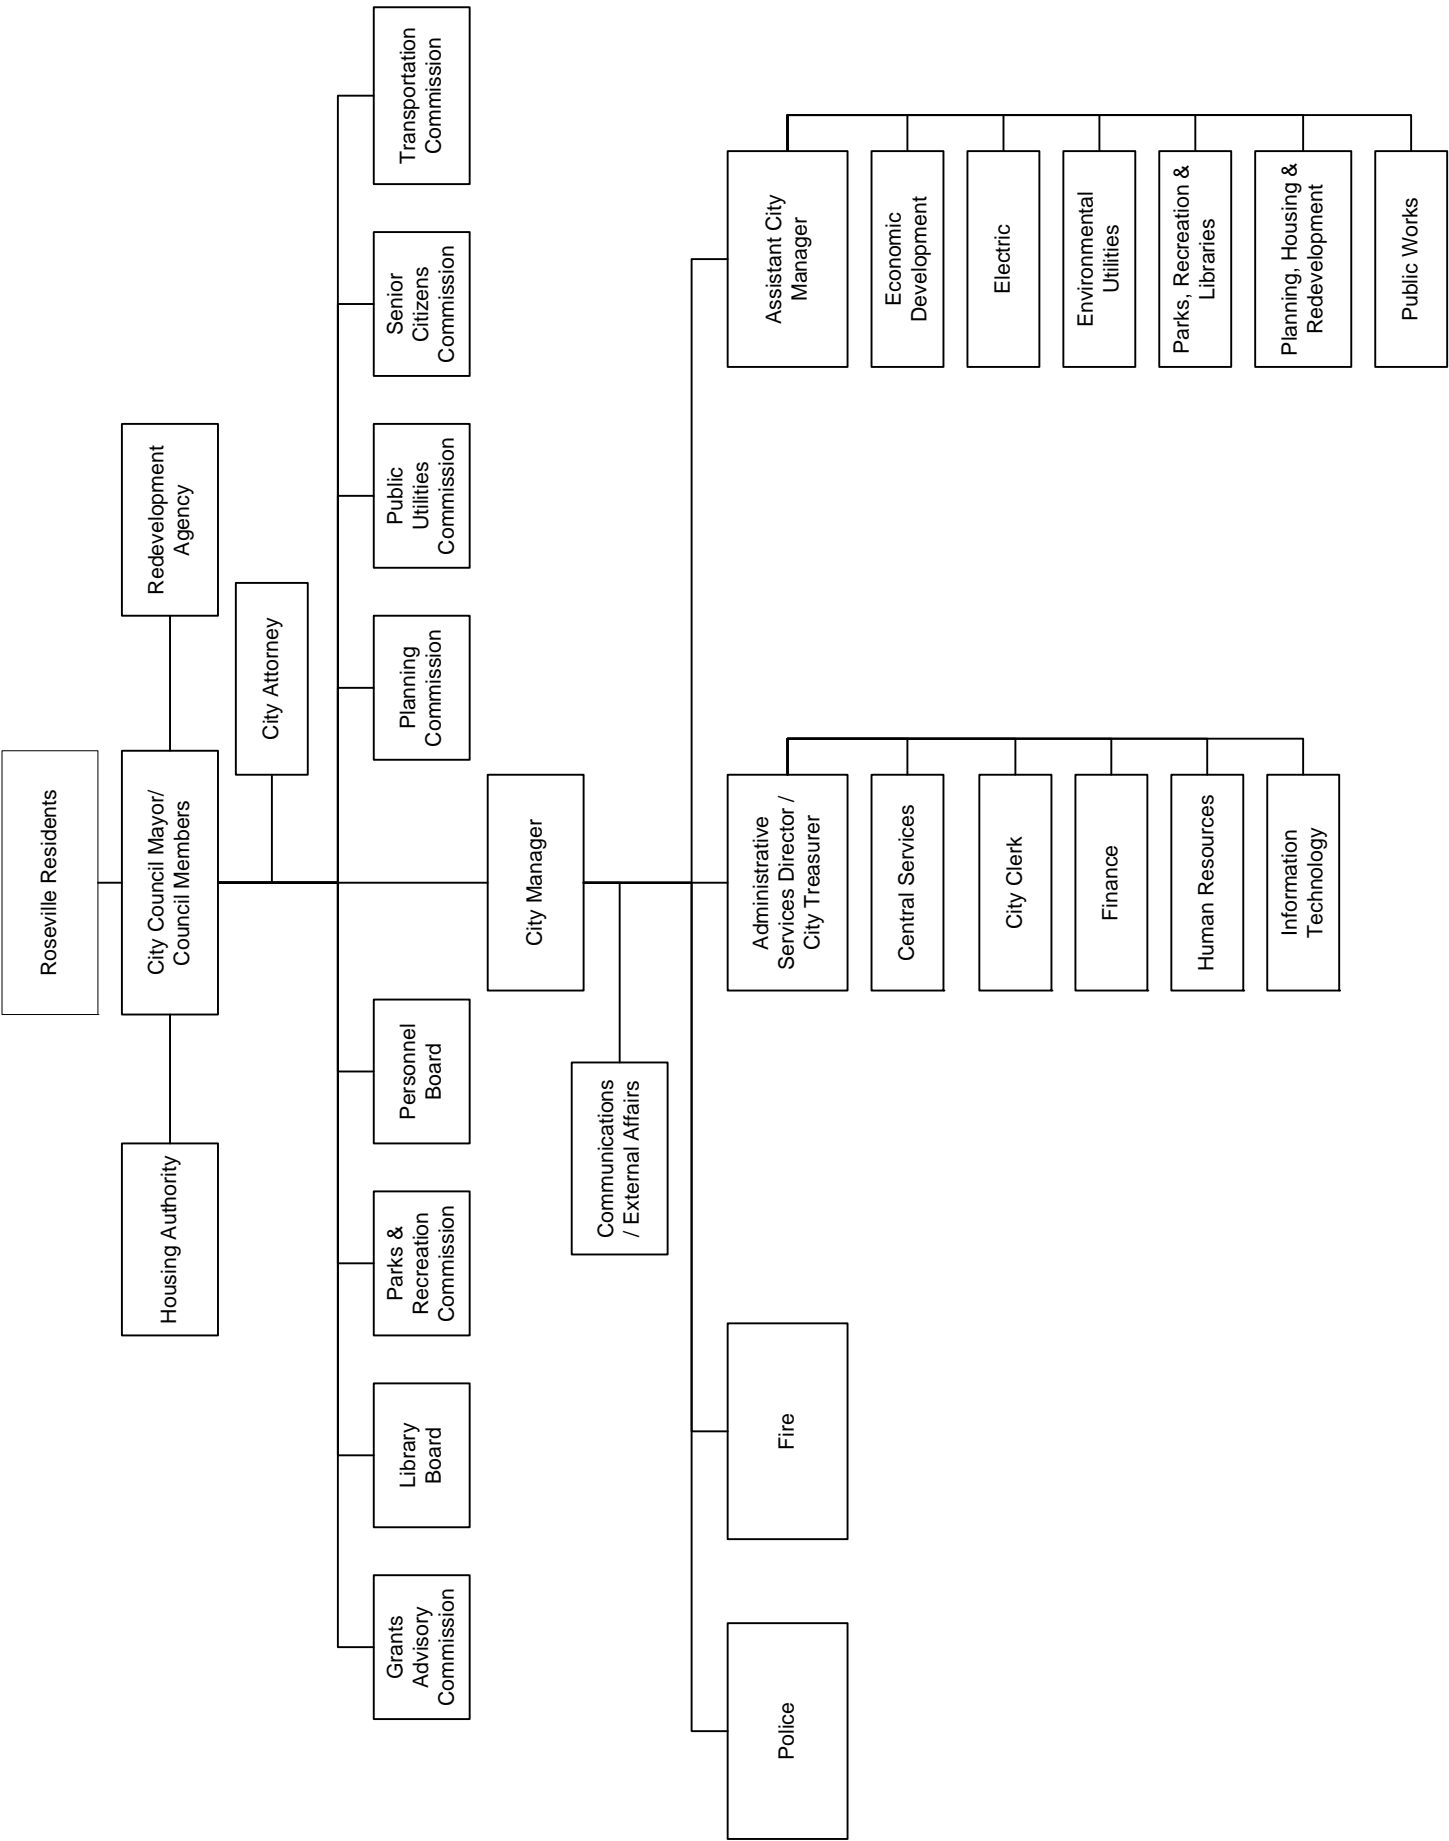 Roseville Residents
Housing Authority
City Council Mayor/
Council Members
Redevelopment
Agency
City Attorney
Grants
Advisory
Commission
Library
Board
Parks &
Recreation
Commission
Personnel
Board
Planning
Commission
Public
Utilities
Commission
Senior
Citizens
Commission
Transportation
Commission
City Manager
Communications
/ External Affairs
Police
Fire
Administrative
Services Director /
City Treasurer
Central Services
City Clerk
Finance
Human Resources
Information
Technology
Assistant City
Manager
Economic
Development
Electric
Environmental
Utilities
Parks, Recreation &
Libraries
Planning, Housing &
Redevelopment
Public Works